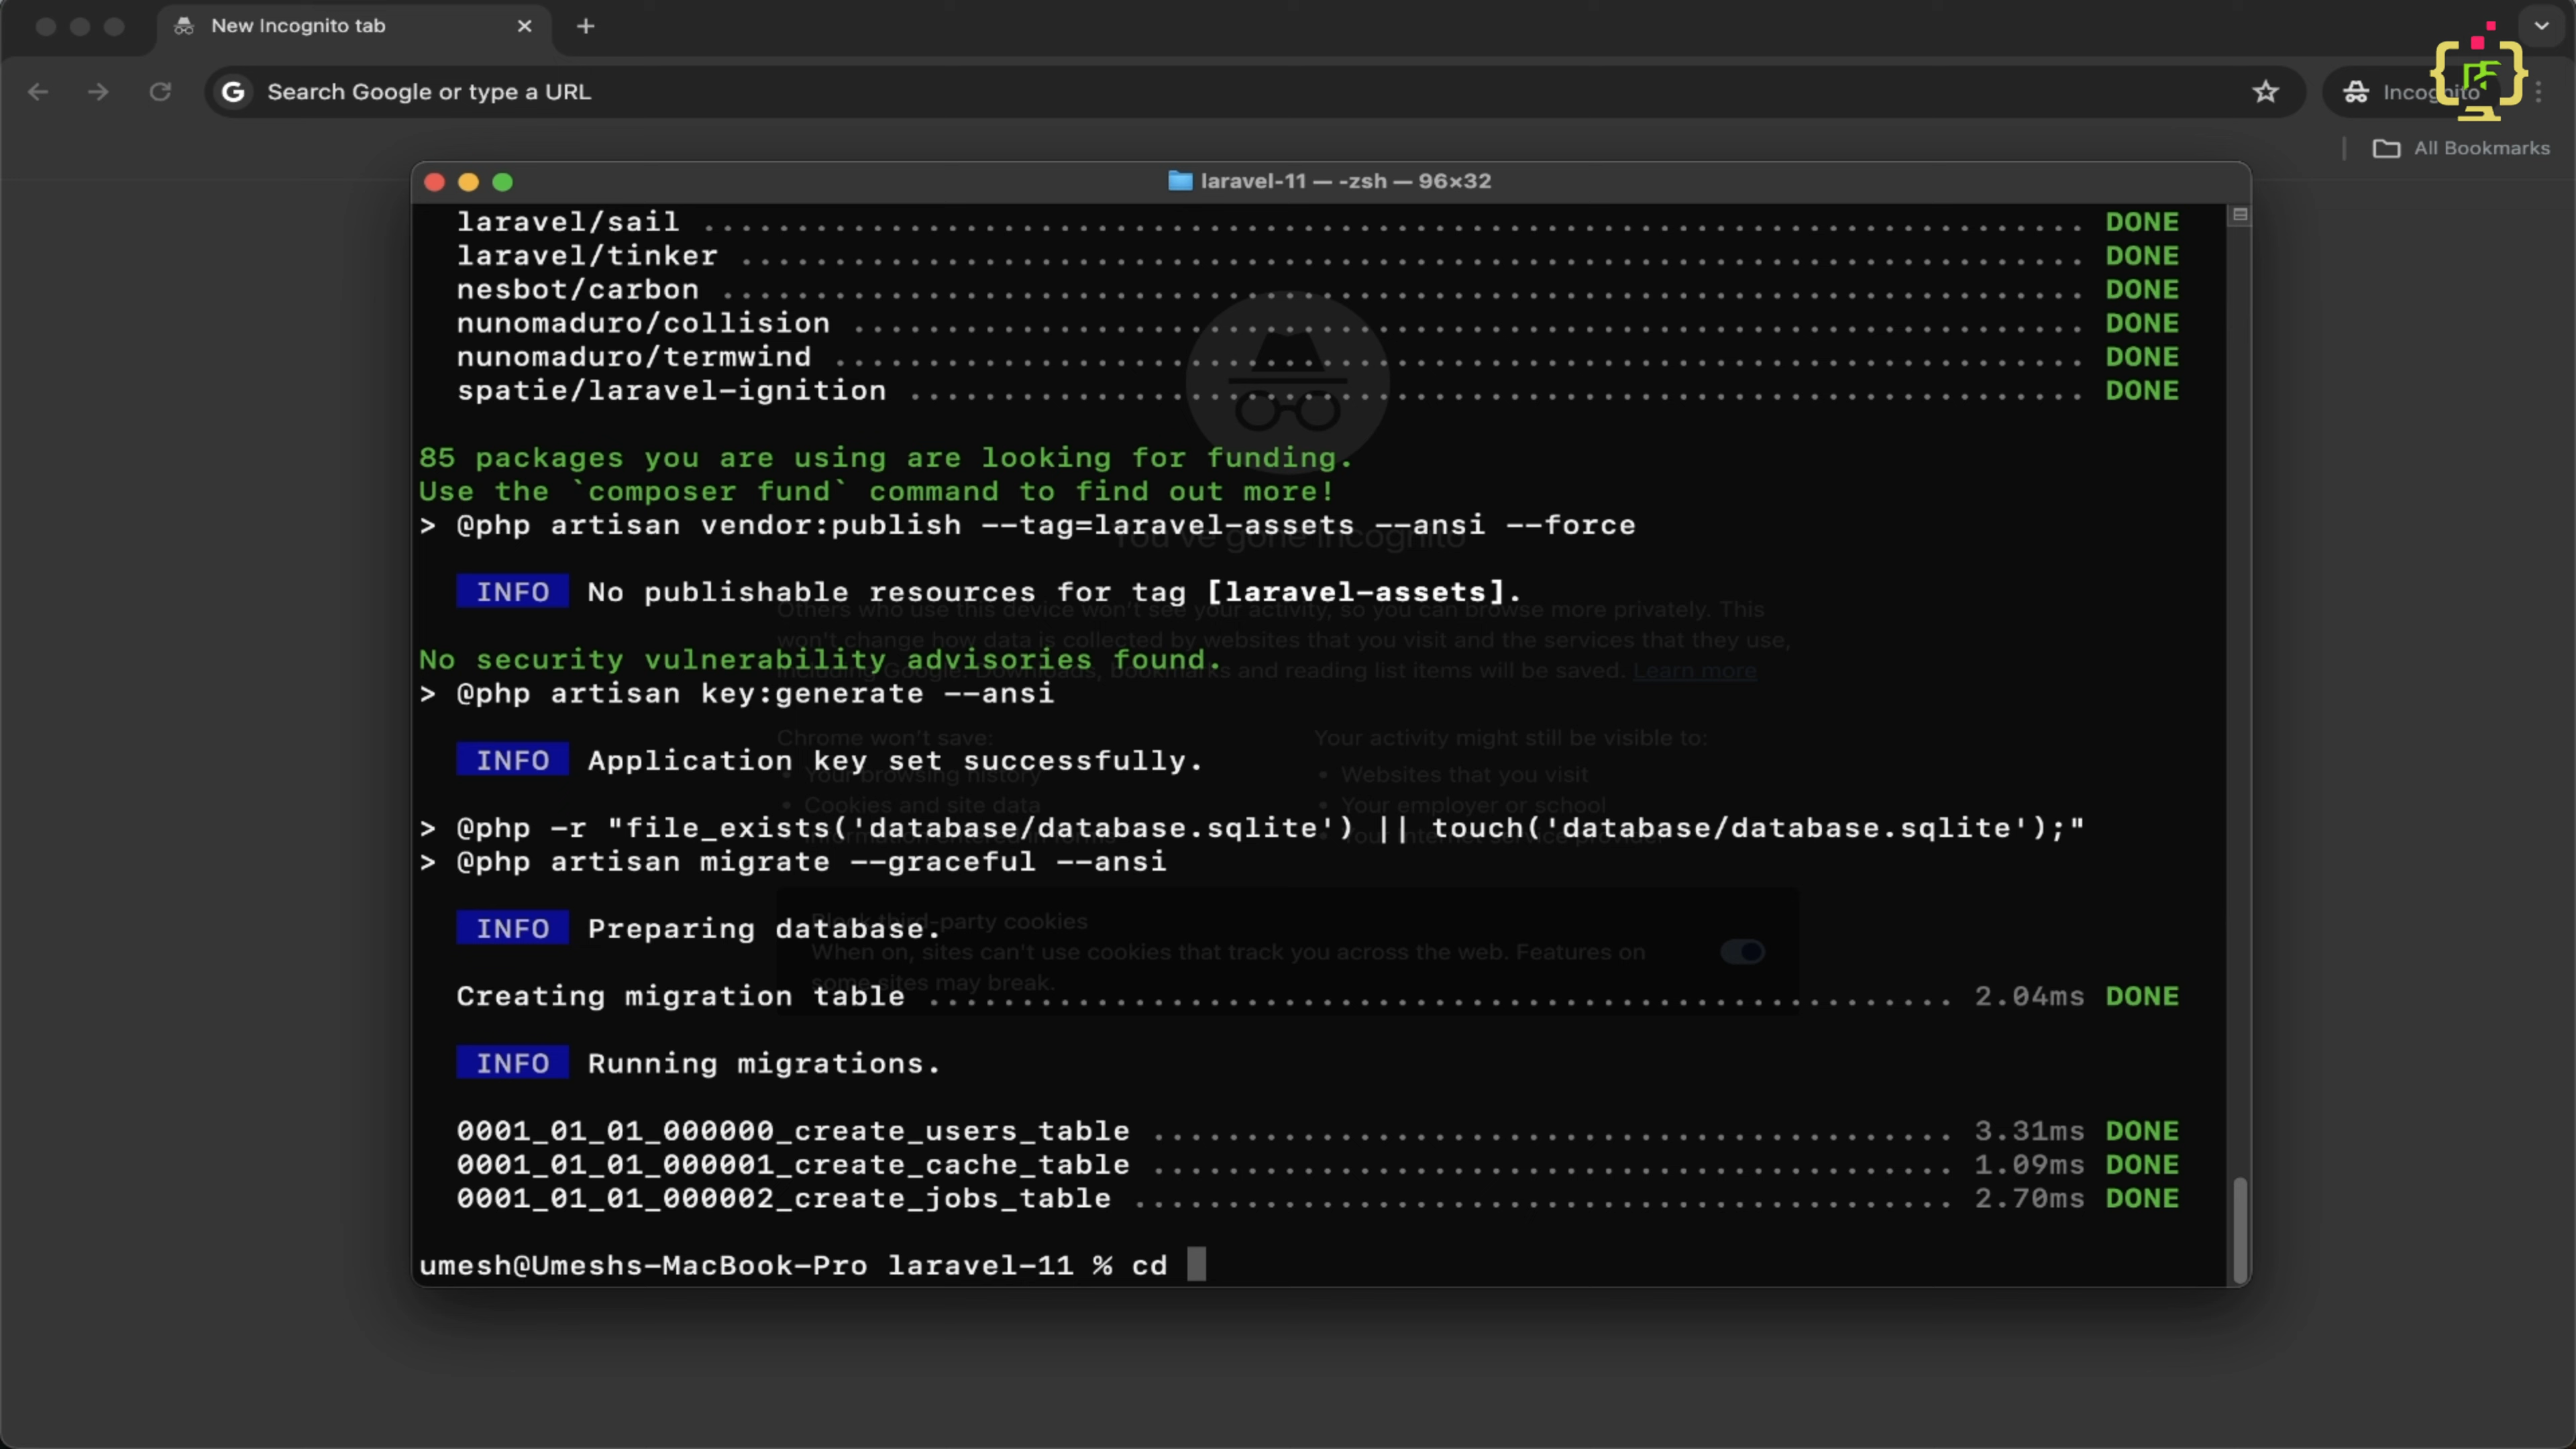 New Incognito tab
Search Google or type a URL
Incognito
All Bookmarks
laravel-11 — -zsh — 96×32
laravel/sail ........................................................................... DONE
laravel/tinker ......................................................................... DONE
nesbot/carbon .......................................................................... DONE
nunomaduro/collision ................................................................... DONE
nunomaduro/termwind .................................................................... DONE
spatie/laravel-ignition ................................................................ DONE
85 packages you are using are looking for funding.
Use the `composer fund` command to find out more!
> @php artisan vendor:publish --tag=laravel-assets --ansi --force
You've gone Incognito
INFO No publishable resources for tag [laravel-assets].
Others who use this device won't see your activity, so you can browse more privately. This
won't change how data is collected by websites that you visit and the services that they use,
including Google. Downloads, bookmarks and reading list items will be saved. Learn more
No security vulnerability advisories found.
> @php artisan key:generate --ansi
Chrome won't save:
Your activity might still be visible to:
INFO Application key set successfully.
• Your browsing history
• Websites that you visit
• Cookies and site data
• Your employer or school
> @php -r "file_exists('database/database.sqlite') || touch('database/database.sqlite');"
• Information entered in forms
• Your internet service provider
> @php artisan migrate --graceful --ansi
INFO Preparing database.
Block third-party cookies
When on, sites can't use cookies that track you across the web. Features on
some sites may break.
Creating migration table ....................................................... 2.04ms DONE
INFO Running migrations.
0001_01_01_000000_create_users_table ........................................... 3.31ms DONE
0001_01_01_000001_create_cache_table ........................................... 1.09ms DONE
0001_01_01_000002_create_jobs_table ............................................ 2.70ms DONE
umesh@Umeshs-MacBook-Pro laravel-11 % cd